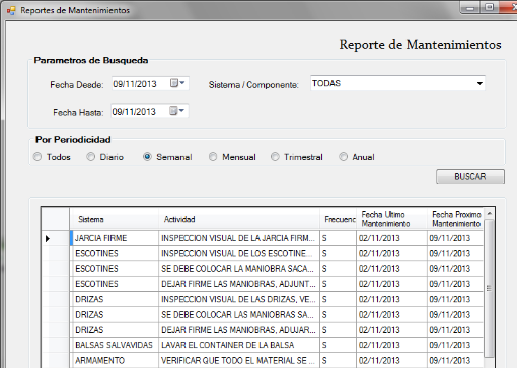 Reportes de Mantenimientos
Reporte de Mantenimientos
Parametros de Busqueda
Fecha Desde: 09/11/2013 Sistema / Componente: TODAS
Fecha Hasta: 09/11/2013
Por Periodicidad
Todos Diario Semanal Mensual Trimestral Anual
BUSCAR
Sistema Actividad Frecuenc Fecha Ultimo Mantenimiento Fecha Proximo Mantenimiento
JARCIA FIIRME INSPECCION VISUAL DE LA JARCIA FIRM... S 02/11/2013 09/11/2013
ESCOTINES INSPECCION VISUAL DE LOS ESCOTINE... S 02/11/2013 09/11/2013
ESCOTINES SE DEBE COLOCAR LA MANIOBRA SACA... S 02/11/2013 09/11/2013
ESCOTINES DEJAR FIRME LAS MANIOBRAS, ADJUNT... S 02/11/2013 09/11/2013
DRIZAS INSPECCION VISUAL DE LAS DRIZAS, VE... S 02/11/2013 09/11/2013
DRIZAS SE DEBE COLOCAR LAS MANIOBRAS SA... S 02/11/2013 09/11/2013
DRIZAS DEJAR FIRME LAS MANIOBRAS, ADUJAR... S 02/11/2013 09/11/2013
BALSAS SALVAVIDAS LAVAR EL CONTAINER DE LA BALSA S 02/11/2013 09/11/2013
ARMAMENTO VERIFICAR QUE TODO EL MATERIAL SE ... S 02/11/2013 09/11/2013